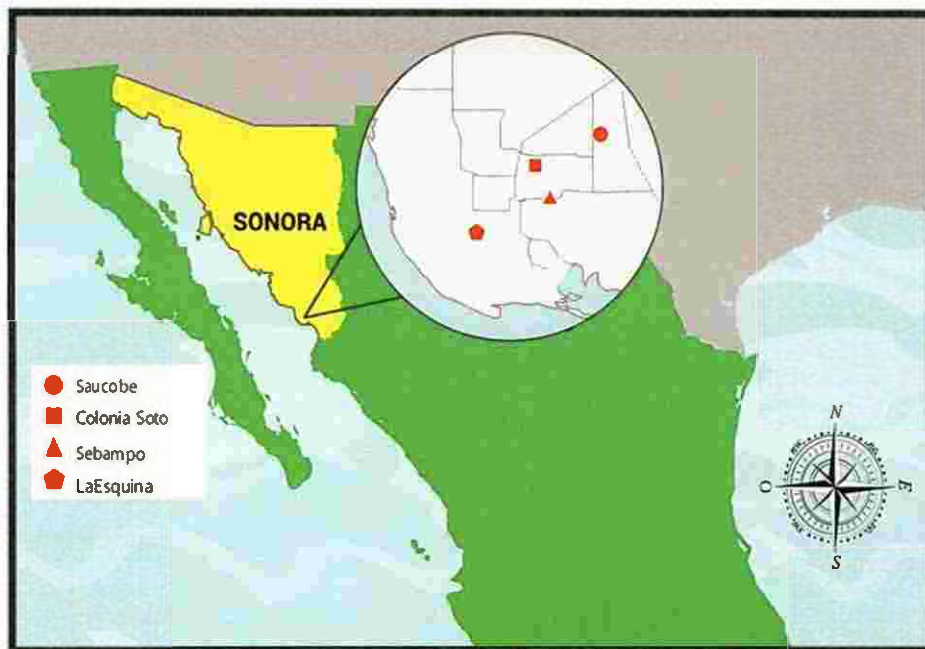 SONORA
Saucobe
Colonia Soto
Sebampo
LaEsquina
N
O
E
S